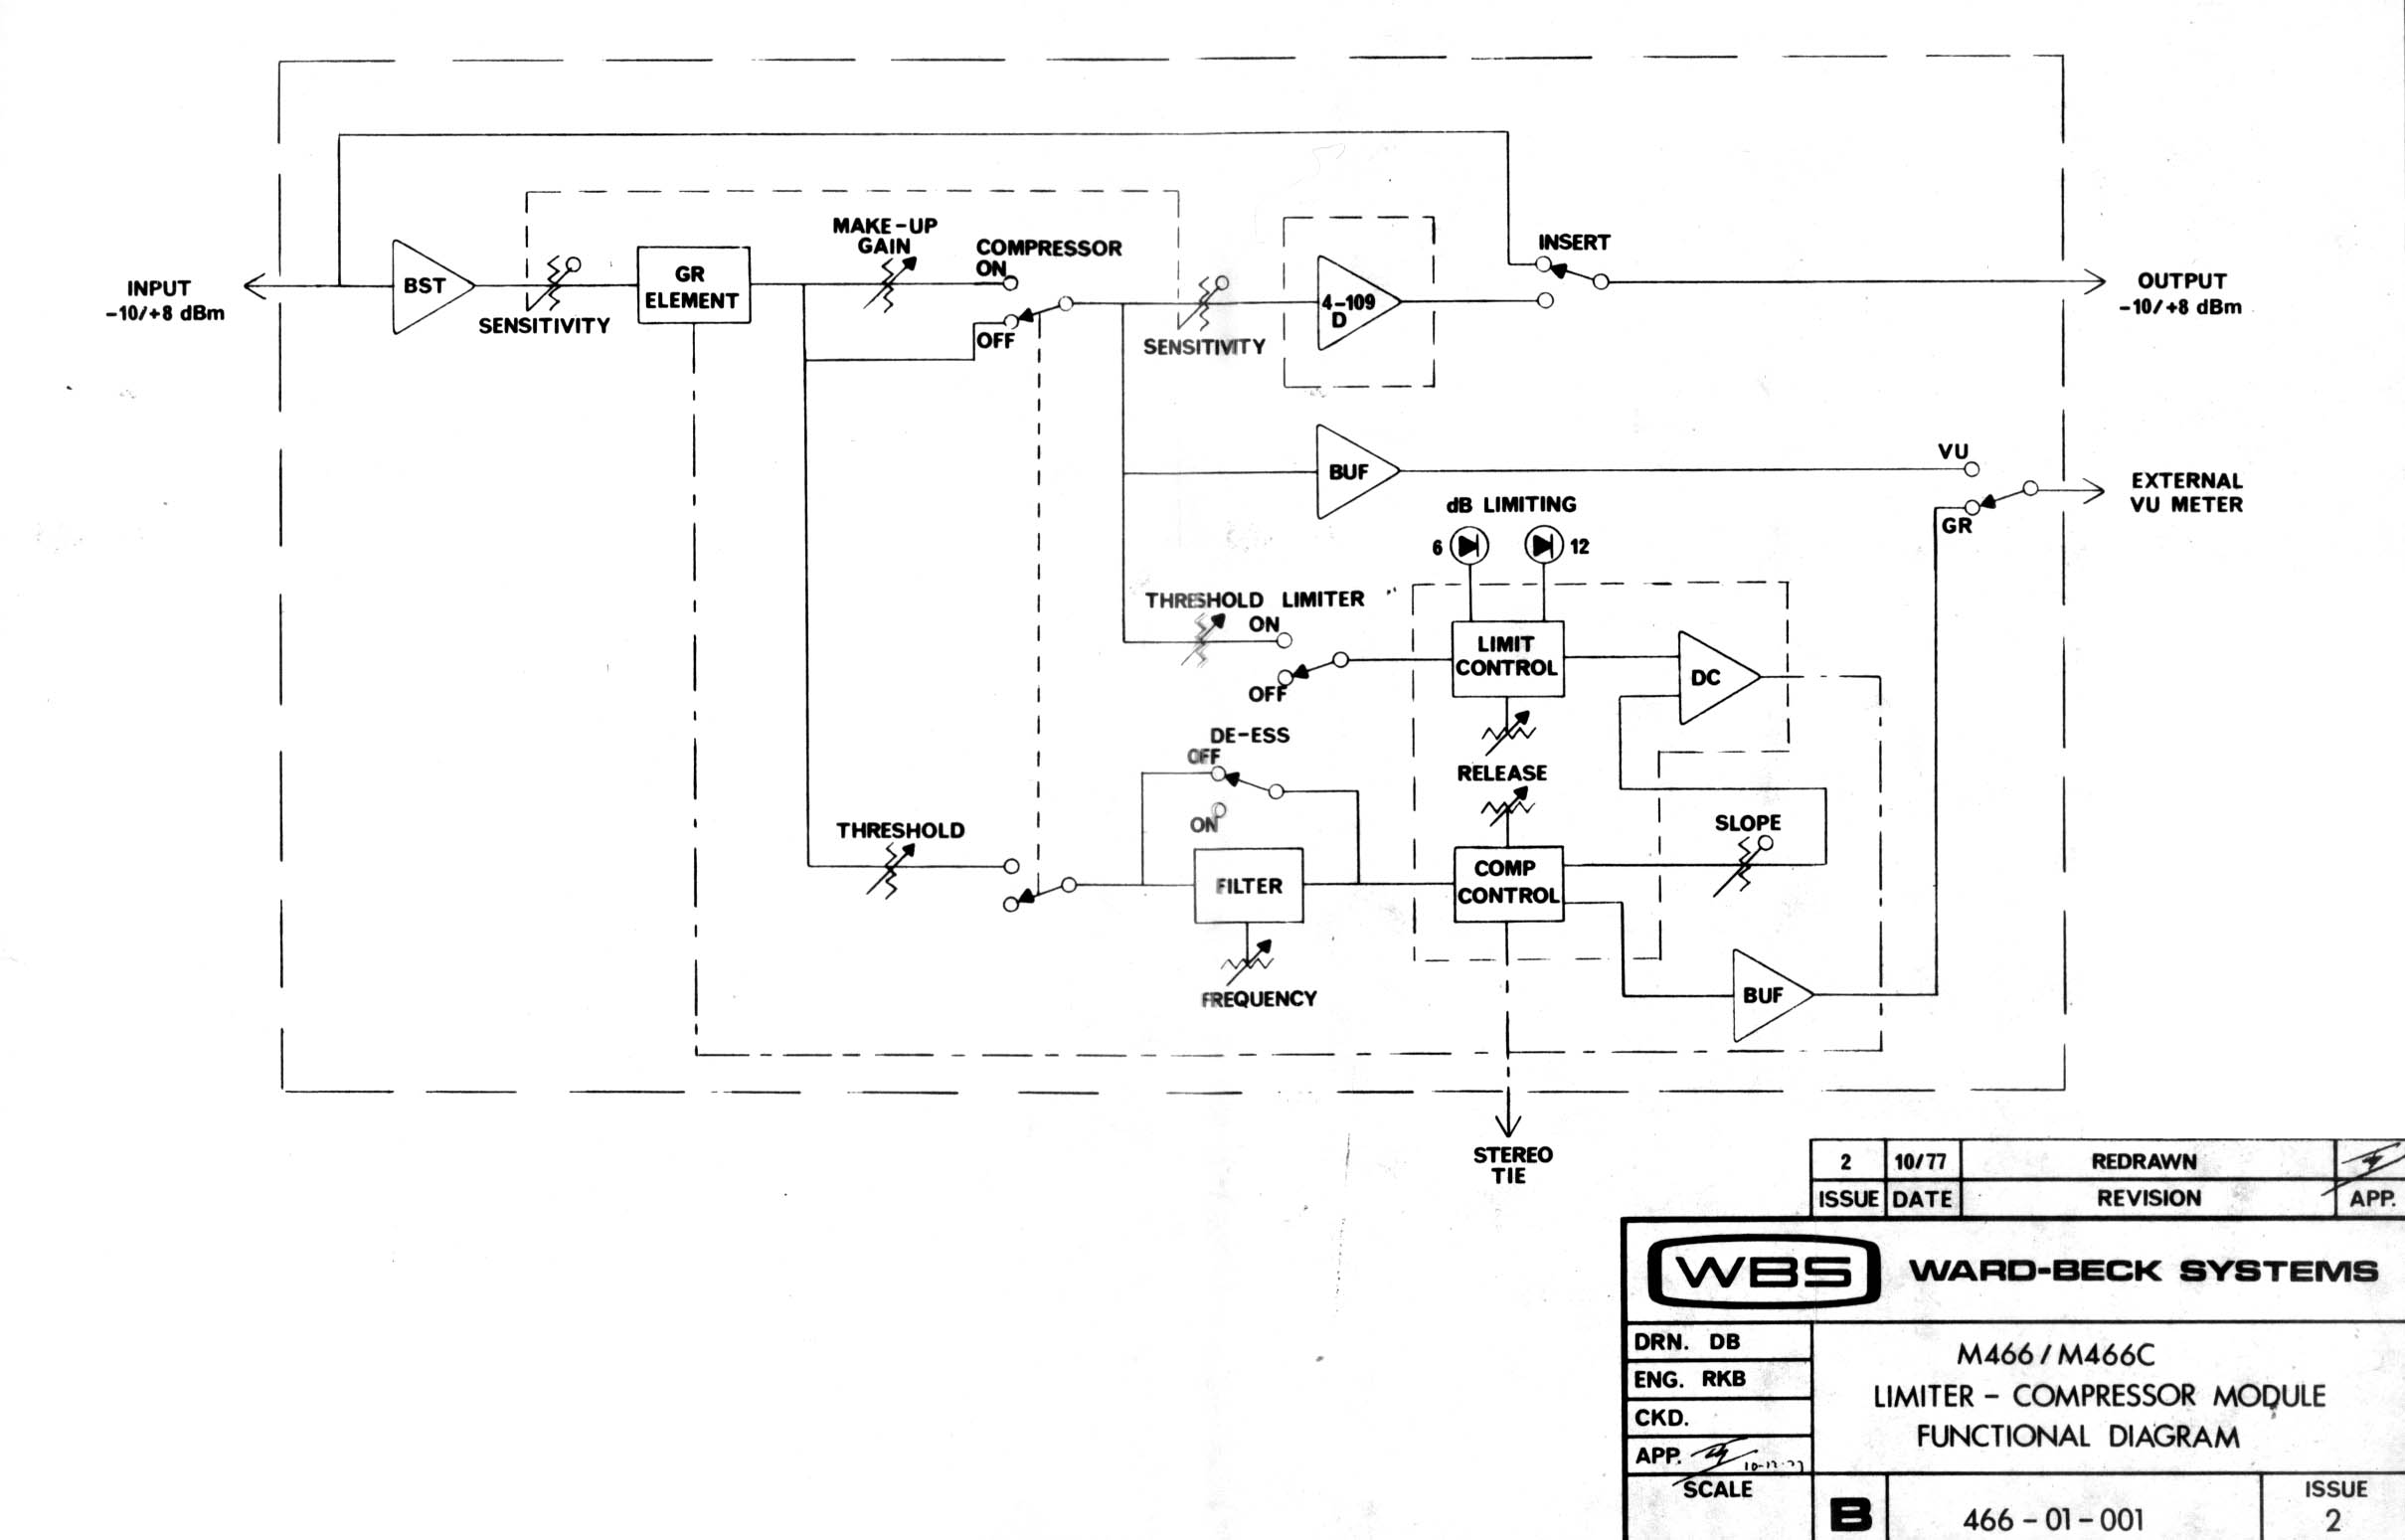 MAKE-UP
GAIN
COMPRESSOR
ON
OFF
INPUT
-10/+8 dBm
BST
SENSITIVITY
GR
ELEMENT
SENSITIVITY
4-109
D
INSERT
OUTPUT
-10/+8 dBm
BUF
VU
GR
EXTERNAL
VU METER
dB LIMITING
6
12
THRESHOLD LIMITER
ON
OFF
LIMIT
CONTROL
DC
DE-ESS
OFF
ON
RELEASE
THRESHOLD
SLOPE
FILTER
COMP
CONTROL
FREQUENCY
BUF
STEREO
TIE
2 10/77 REDRAWN
ISSUE DATE REVISION APP.
WBS WARD-BECK SYSTEMS
DRN. DB
ENG. RKB
CKD.
APP. 10-12-77
SCALE
M466/M466C
LIMITER - COMPRESSOR MODULE
FUNCTIONAL DIAGRAM
B
466-01-001
ISSUE
2